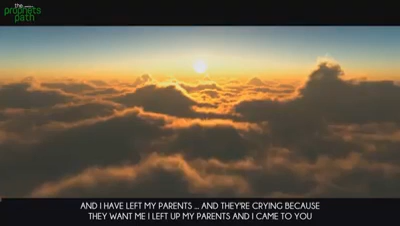 the
prophets
path
AND I HAVE LEFT MY PARENTS ... AND THEY'RE CRYING BECAUSE
THEY WANT ME I LEFT UP MY PARENTS AND I CAME TO YOU